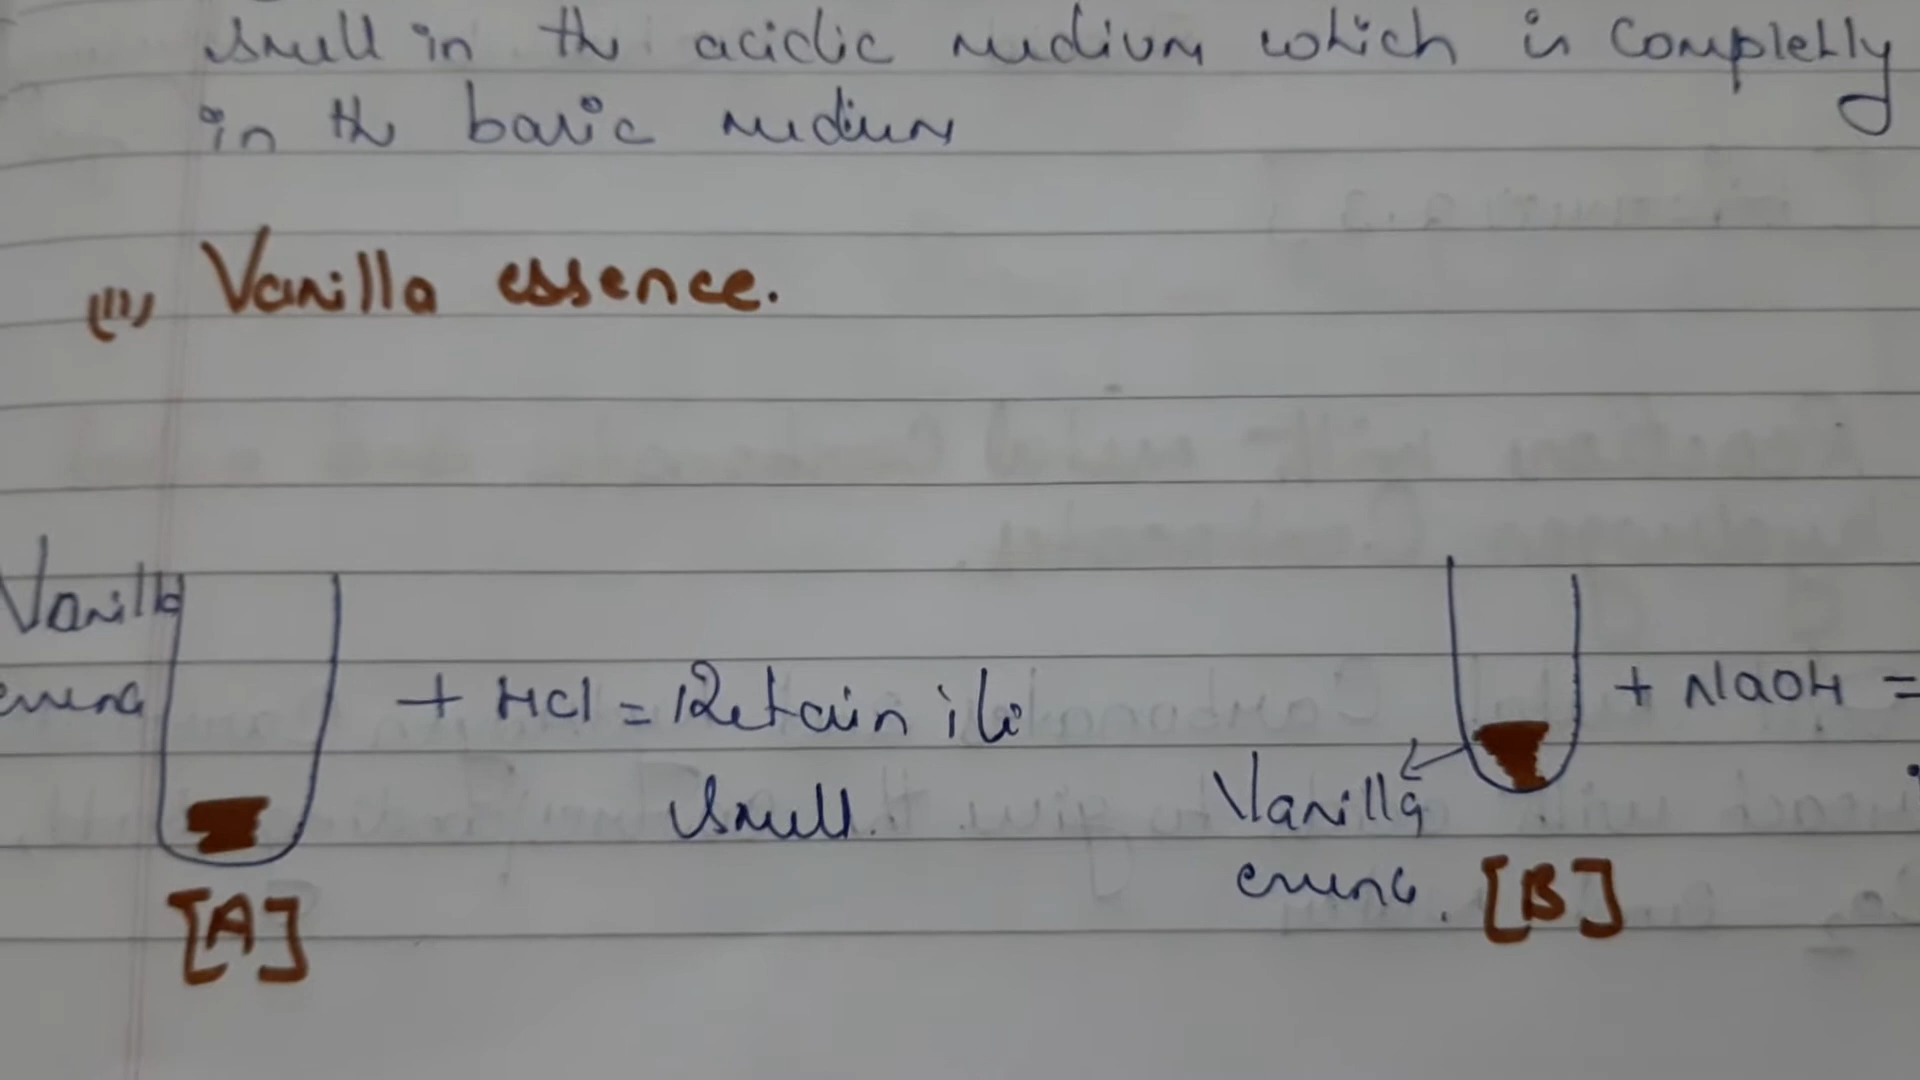 smell in the acidic medium which is completly
in the basic medium
(11) Vanilla essence.
Vanilla
essence
+ HCl = Retain its
smell.
[A]
+ NaOH =
Vanilla
essence. [B]